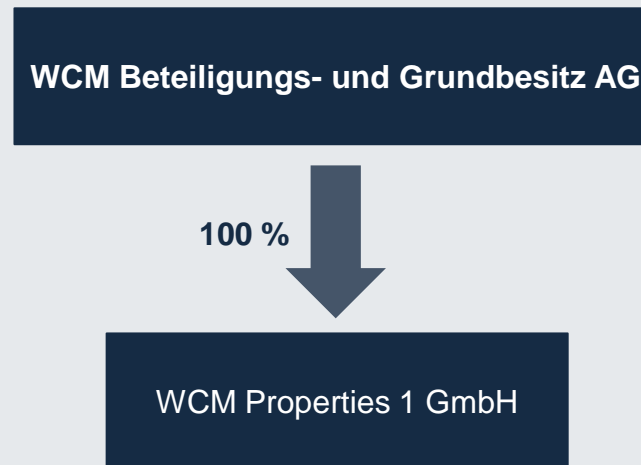 WCM Beteiligungs- und Grundbesitz AG
100 %
WCM Properties 1 GmbH